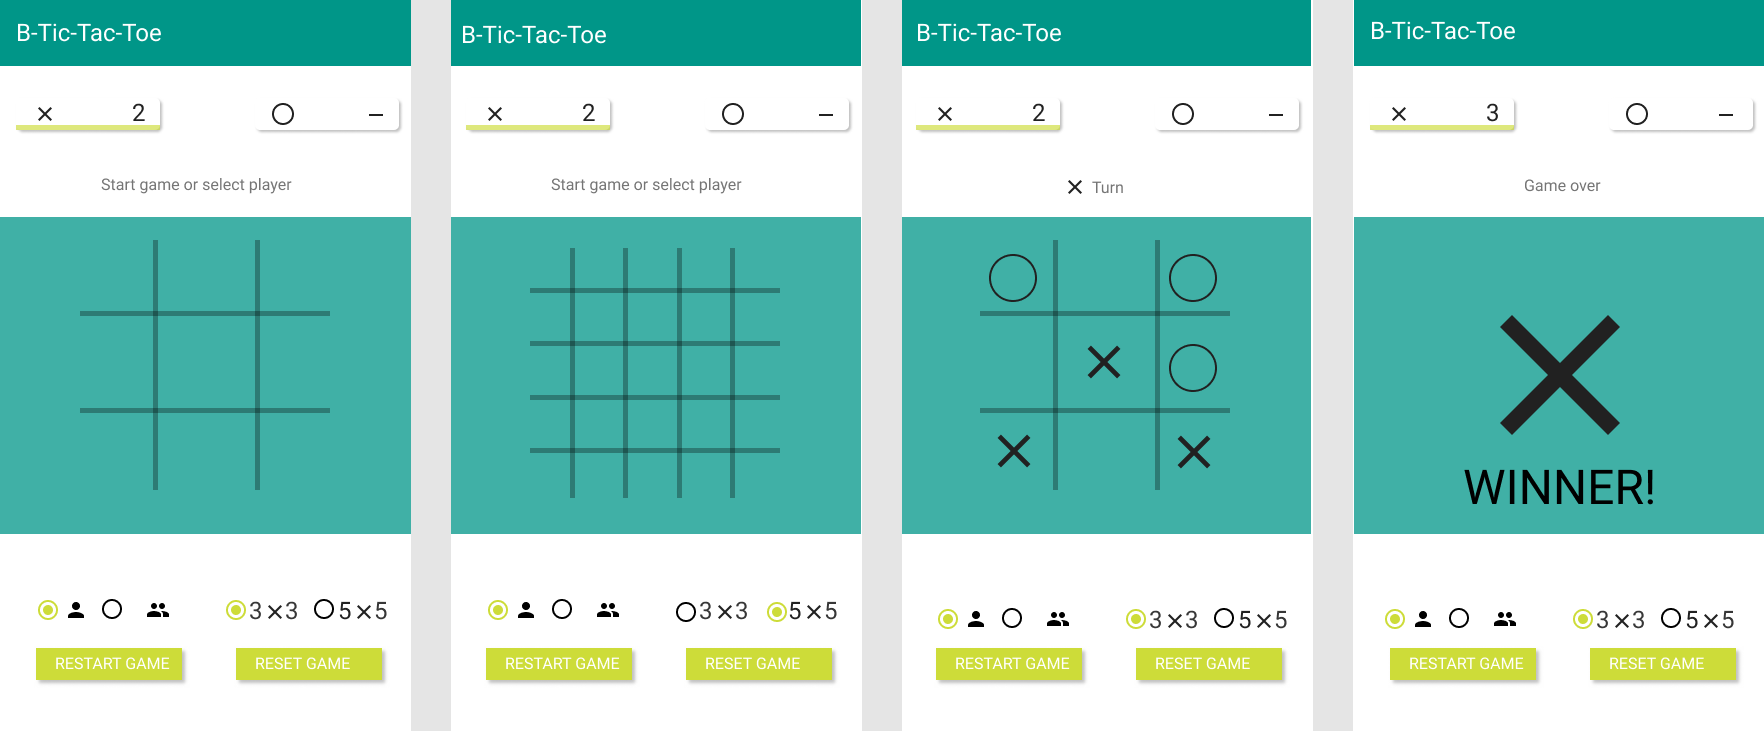 B-Tic-Tac-Toe
× 2 ○ –
Start game or select player
3×3 5×5
RESTART GAME RESET GAME
B-Tic-Tac-Toe
× 2 ○ –
Start game or select player
3×3 5×5
RESTART GAME RESET GAME
B-Tic-Tac-Toe
× 2 ○ –
× Turn
○ ○
× ○
× ×
3×3 5×5
RESTART GAME RESET GAME
B-Tic-Tac-Toe
× 3 ○ –
Game over
×
WINNER!
3×3 5×5
RESTART GAME RESET GAME